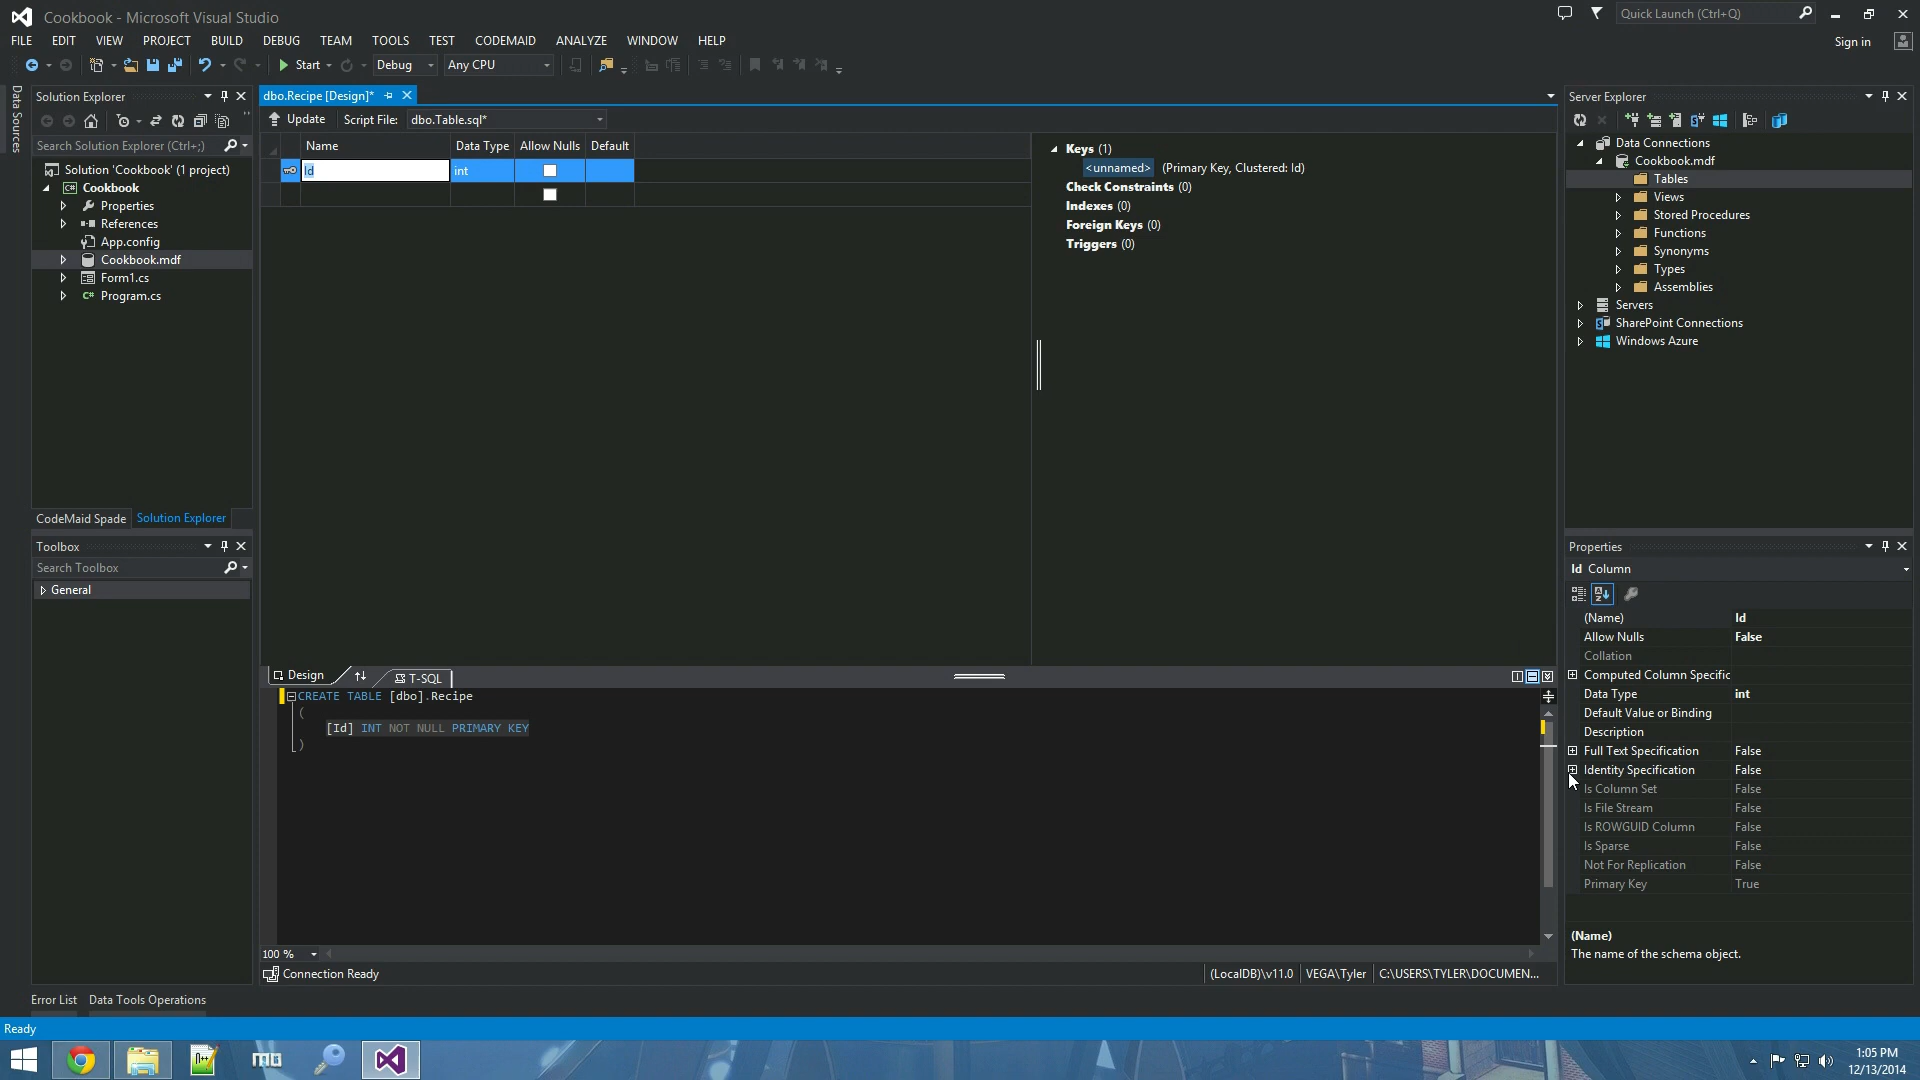 Cookbook - Microsoft Visual Studio
Quick Launch (Ctrl+Q)
FILE EDIT VIEW PROJECT BUILD DEBUG TEAM TOOLS TEST CODEMAID ANALYZE WINDOW HELP
Sign in
Start Debug Any CPU
Data Sources
Solution Explorer
Search Solution Explorer (Ctrl+;)
Solution 'Cookbook' (1 project)
Cookbook
Properties
References
App.config
Cookbook.mdf
Form1.cs
Program.cs
CodeMaid Spade Solution Explorer
Toolbox
Search Toolbox
General
dbo.Recipe [Design]*
Update Script File: dbo.Table.sql*
Name Data Type Allow Nulls Default
Id int
Keys (1)
<unnamed> (Primary Key, Clustered: Id)
Check Constraints (0)
Indexes (0)
Foreign Keys (0)
Triggers (0)
Design T-SQL
CREATE TABLE [dbo].Recipe
(
[Id] INT NOT NULL PRIMARY KEY
)
100 %
Connection Ready
(LocalDB)\v11.0 VEGA\Tyler C:\USERS\TYLER\DOCUMEN...
Server Explorer
Data Connections
Cookbook.mdf
Tables
Views
Stored Procedures
Functions
Synonyms
Types
Assemblies
Servers
SharePoint Connections
Windows Azure
Properties
Id Column
(Name) Id
Allow Nulls False
Collation
Computed Column Specific
Data Type int
Default Value or Binding
Description
Full Text Specification False
Identity Specification False
Is Column Set False
Is File Stream False
Is ROWGUID Column False
Is Sparse False
Not For Replication False
Primary Key True
(Name)
The name of the schema object.
Error List Data Tools Operations
Ready
1:05 PM
12/13/2014